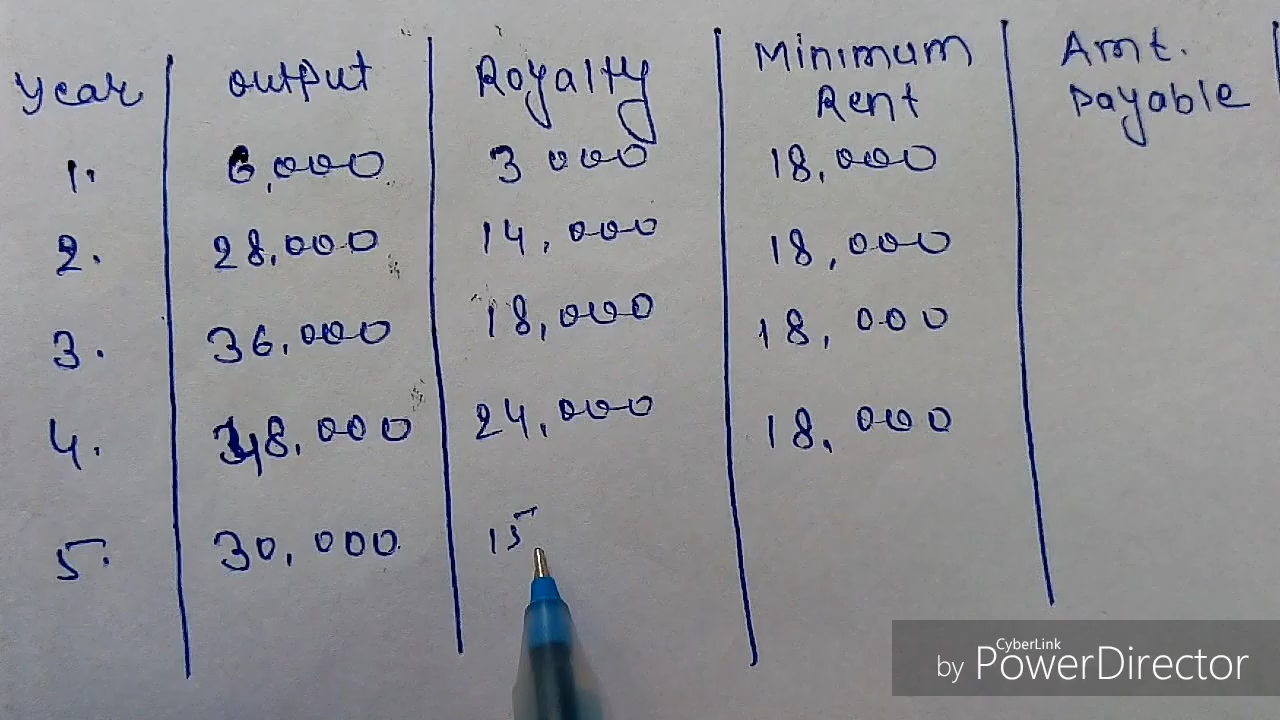 Year Output Royalty Minimum Rent Amt. Payable
1. 6,000 3000 18,000
2. 28,000 14,000 18,000
3. 36,000 18,000 18,000
4. 48,000 24,000 18,000
5. 30,000 15
CyberLink
by PowerDirector